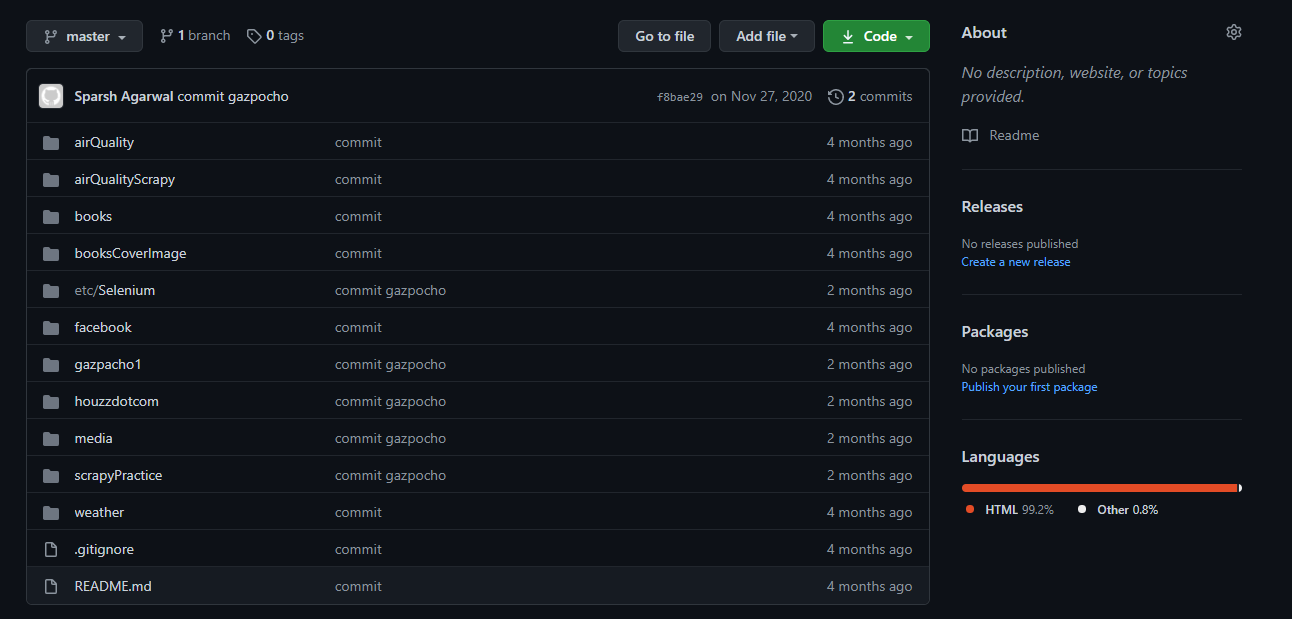 master 1 branch 0 tags Go to file Add file Code
Sparsh Agarwal commit gazpocho f8bae29 on Nov 27, 2020 2 commits
airQuality commit 4 months ago
airQualityScrapy commit 4 months ago
books commit 4 months ago
booksCoverImage commit 4 months ago
etc/Selenium commit gazpocho 2 months ago
facebook commit 4 months ago
gazpacho1 commit gazpocho 2 months ago
houzzdotcom commit gazpocho 2 months ago
media commit gazpocho 2 months ago
scrapyPractice commit gazpocho 2 months ago
weather commit 4 months ago
.gitignore commit 4 months ago
README.md commit 4 months ago
About
No description, website, or topics
provided.
Readme
Releases
No releases published
Create a new release
Packages
No packages published
Publish your first package
Languages
HTML 99.2% Other 0.8%